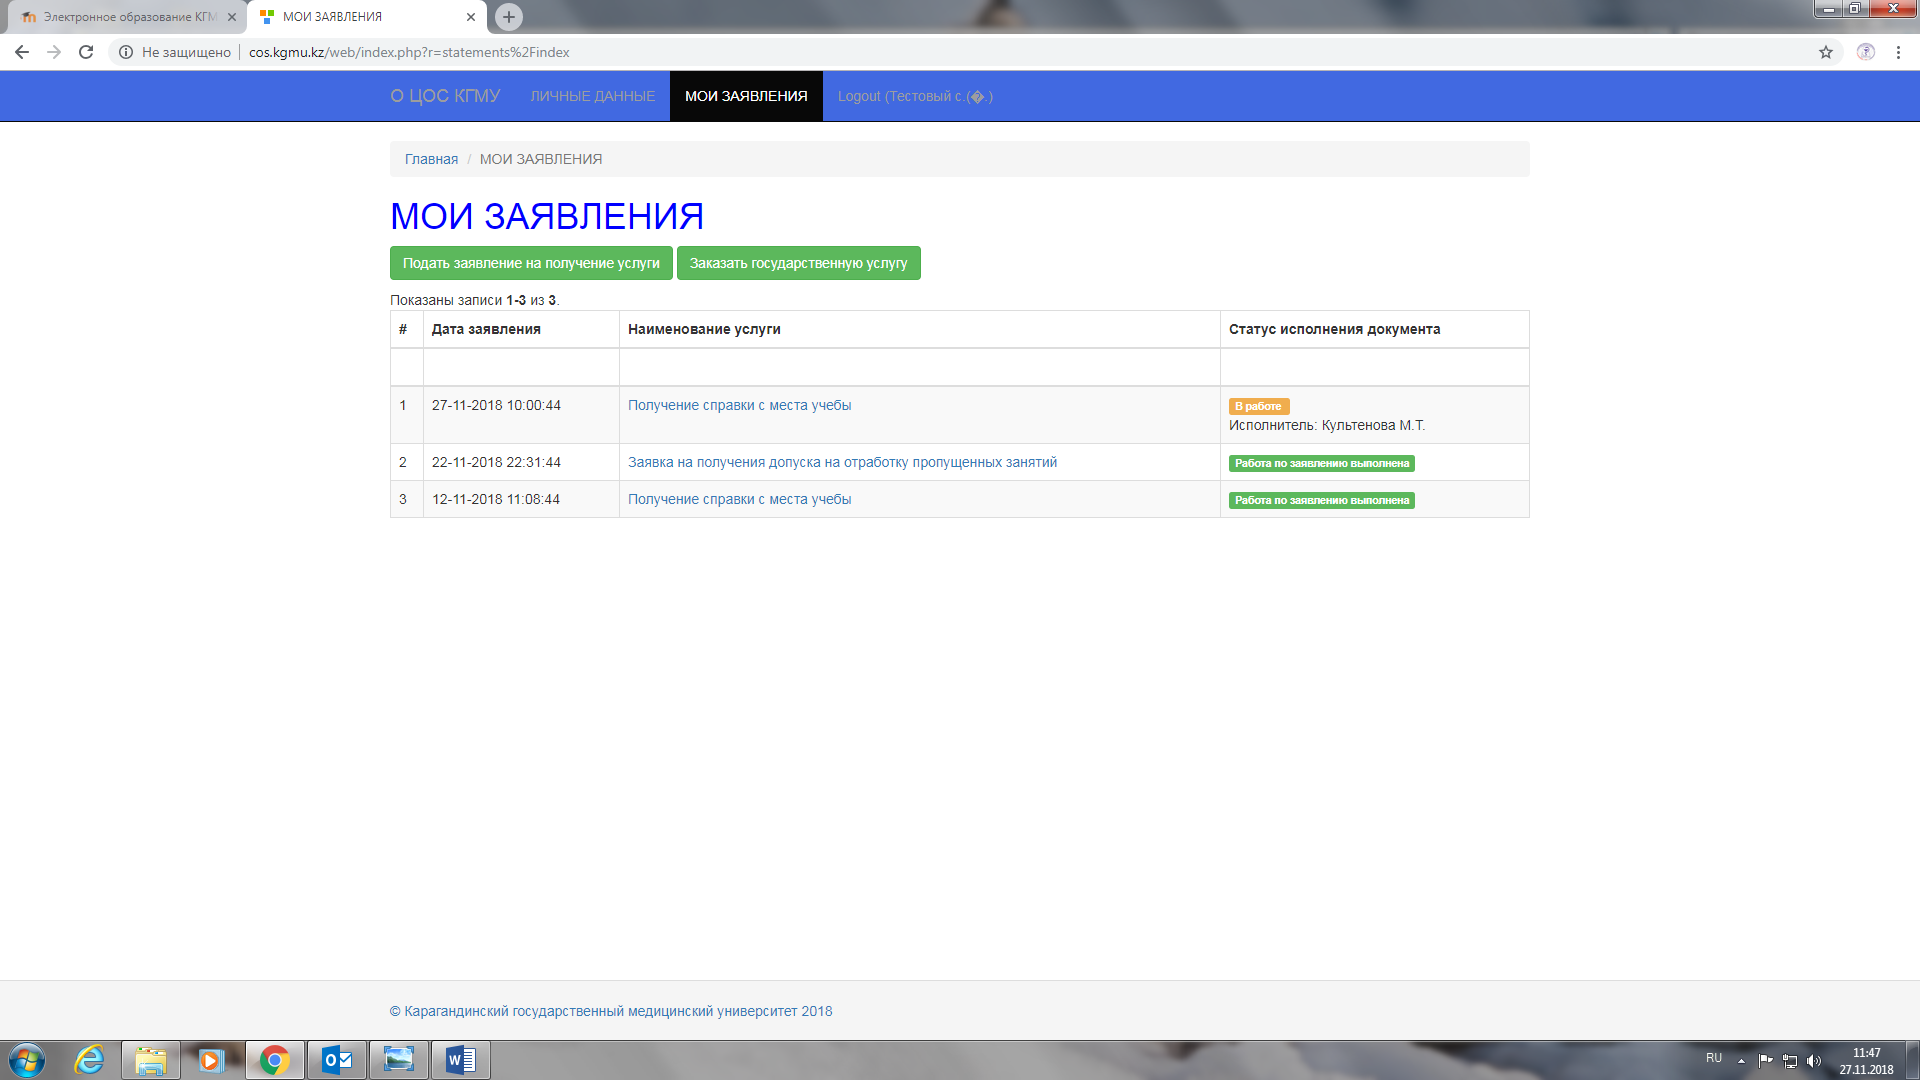 Электронное образование КГМ
МОИ ЗАЯВЛЕНИЯ
Не защищено
cos.kgmu.kz/web/index.php?r=statements%2Findex
О ЦОС КГМУ
ЛИЧНЫЕ ДАННЫЕ
МОИ ЗАЯВЛЕНИЯ
Logout (Тестовый с.(�.)
Главная / МОИ ЗАЯВЛЕНИЯ
МОИ ЗАЯВЛЕНИЯ
Подать заявление на получение услуги
Заказать государственную услугу
Показаны записи 1-3 из 3.
# Дата заявления Наименование услуги Статус исполнения документа
1 27-11-2018 10:00:44 Получение справки с места учебы В работе
Исполнитель: Культенова М.Т.
2 22-11-2018 22:31:44 Заявка на получения допуска на отработку пропущенных занятий Работа по заявлению выполнена
3 12-11-2018 11:08:44 Получение справки с места учебы Работа по заявлению выполнена
© Карагандинский государственный медицинский университет 2018
RU
11:47
27.11.2018